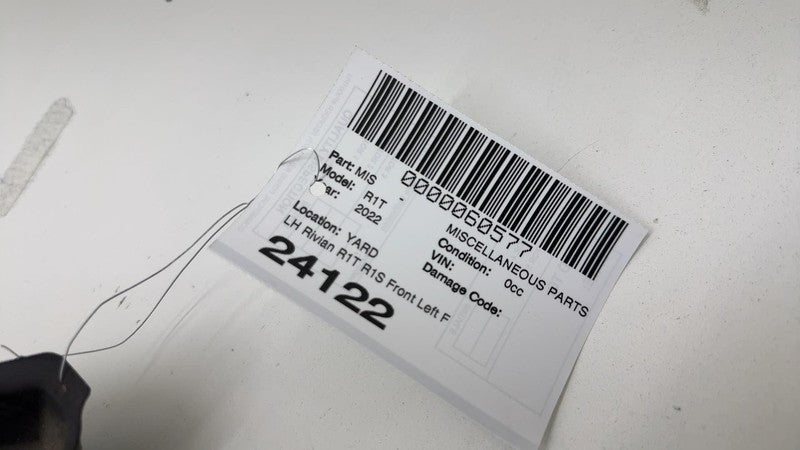 0000060577
Part: MIS - MISCELLANEOUS PARTS
Model: R1T Condition: 0cc
Year: 2022 VIN:
Damage Code:
Location: YARD
LH Rivian R1T R1S Front Left F
24122